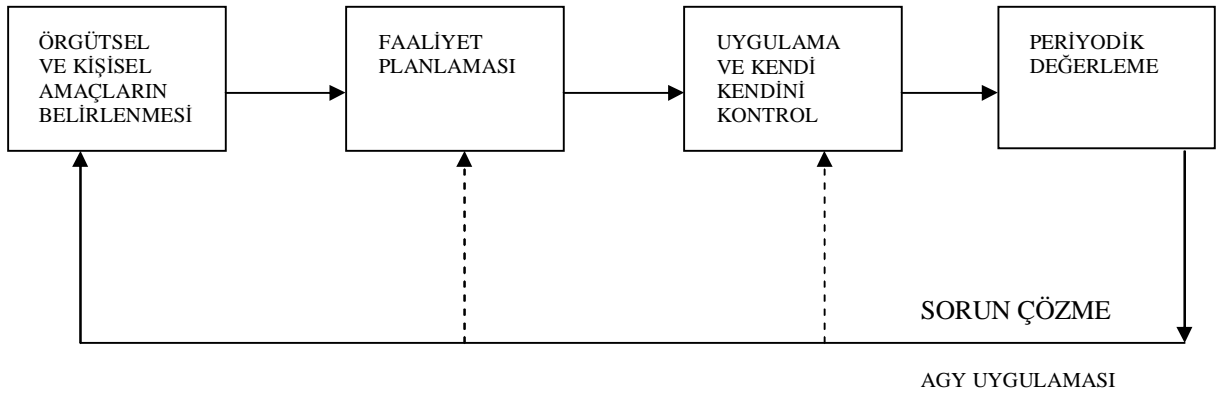 ÖRGÜTSEL
VE KİŞİSEL
AMAÇLARIN
BELİRLENMESİ
FAALİYET
PLANLAMASI
UYGULAMA
VE KENDİ
KENDİNİ
KONTROL
PERİYODİK
DEĞERLEME
SORUN ÇÖZME
AGY UYGULAMASI